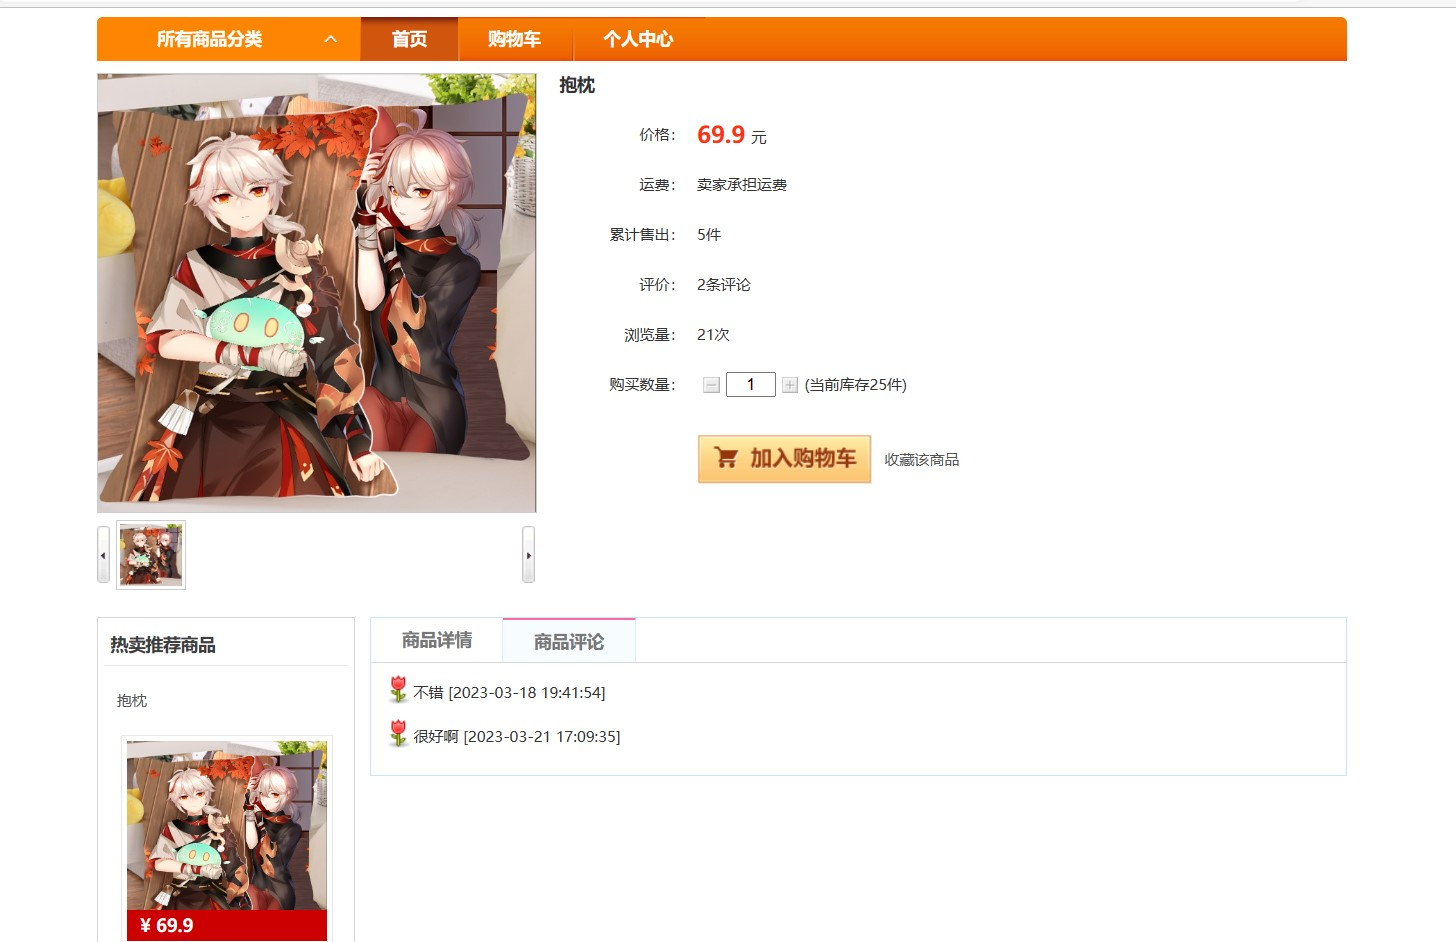 所有商品分类 首页 购物车 个人中心
抱枕
价格： 69.9 元
运费： 卖家承担运费
累计售出： 5件
评价： 2条评论
浏览量： 21次
购买数量： 1 (当前库存25件)
加入购物车 收藏该商品
热卖推荐商品
抱枕
¥ 69.9
商品详情 商品评论
不错 [2023-03-18 19:41:54]
很好啊 [2023-03-21 17:09:35]